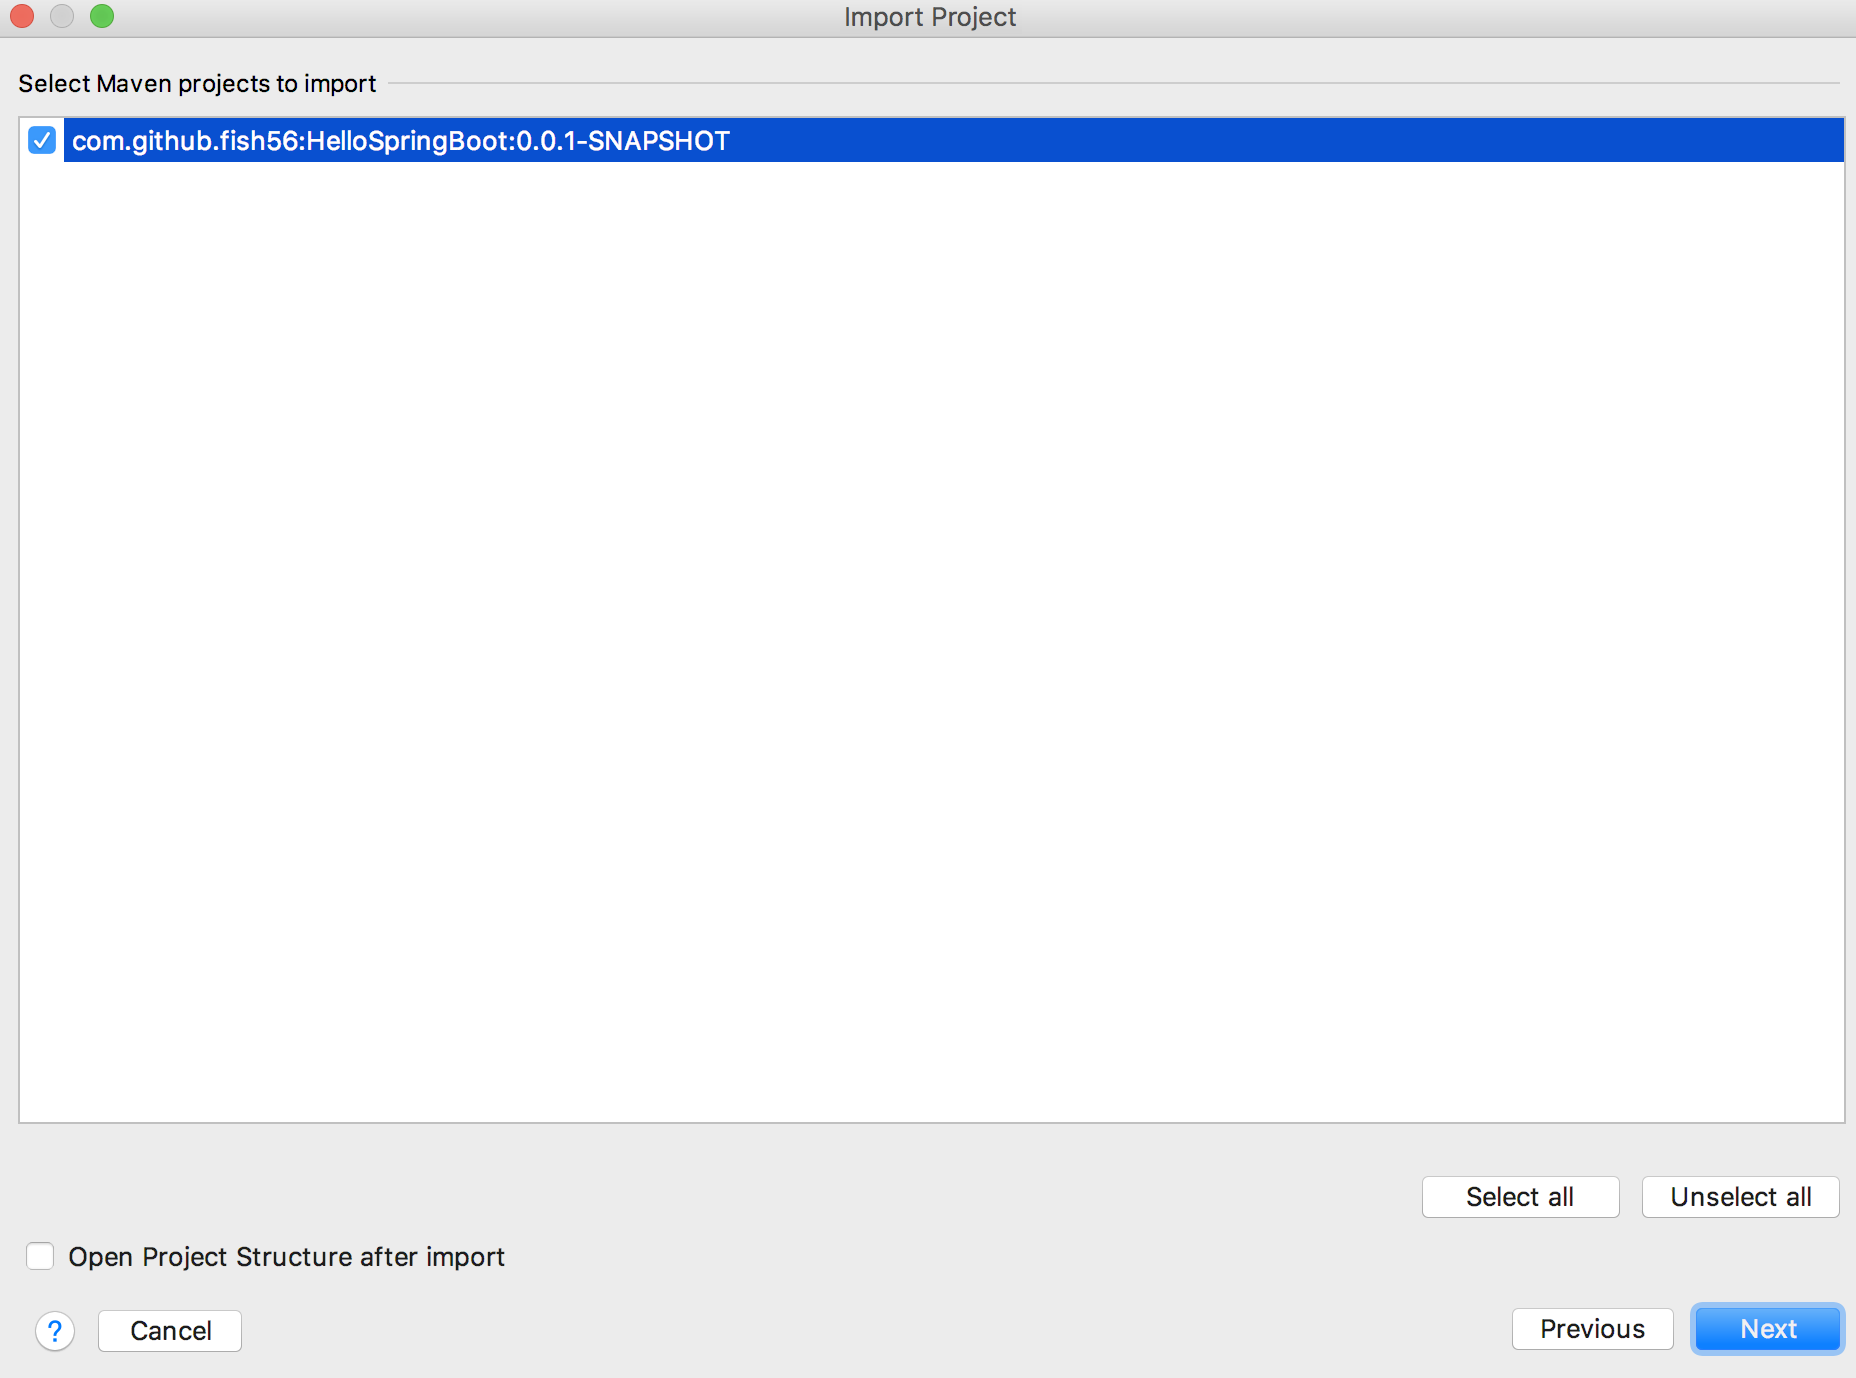 Import Project
Select Maven projects to import
com.github.fish56:HelloSpringBoot:0.0.1-SNAPSHOT
Select all Unselect all
Open Project Structure after import
? Cancel Previous Next